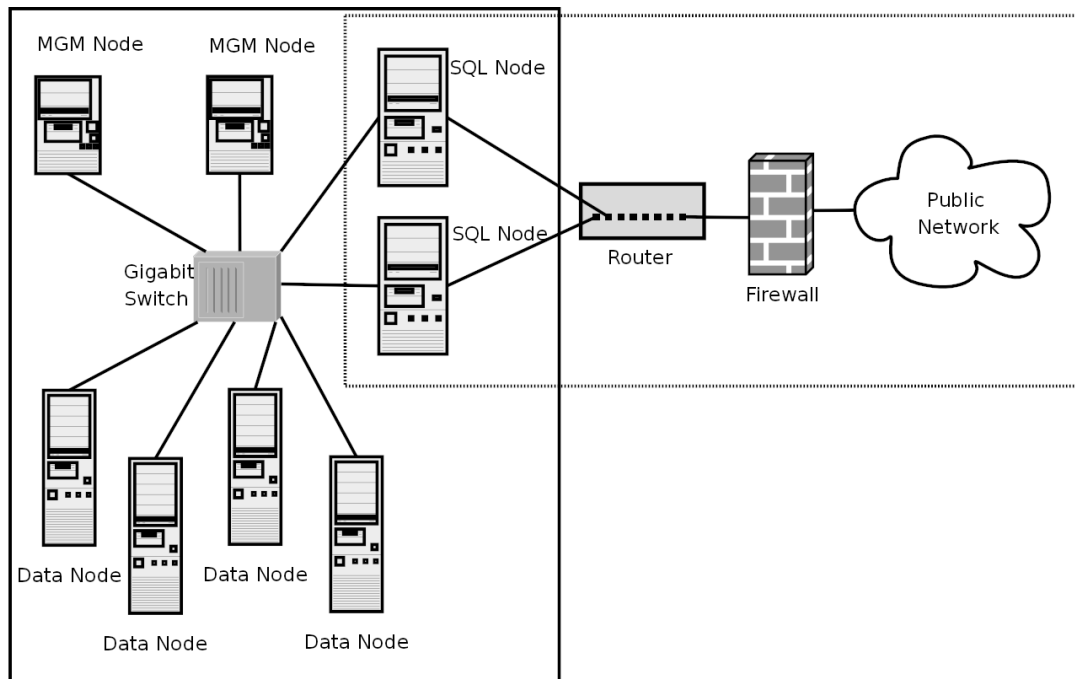 MGM Node
MGM Node
SQL Node
SQL Node
Gigabit
Switch
Router
Firewall
Public
Network
Data Node
Data Node
Data Node
Data Node